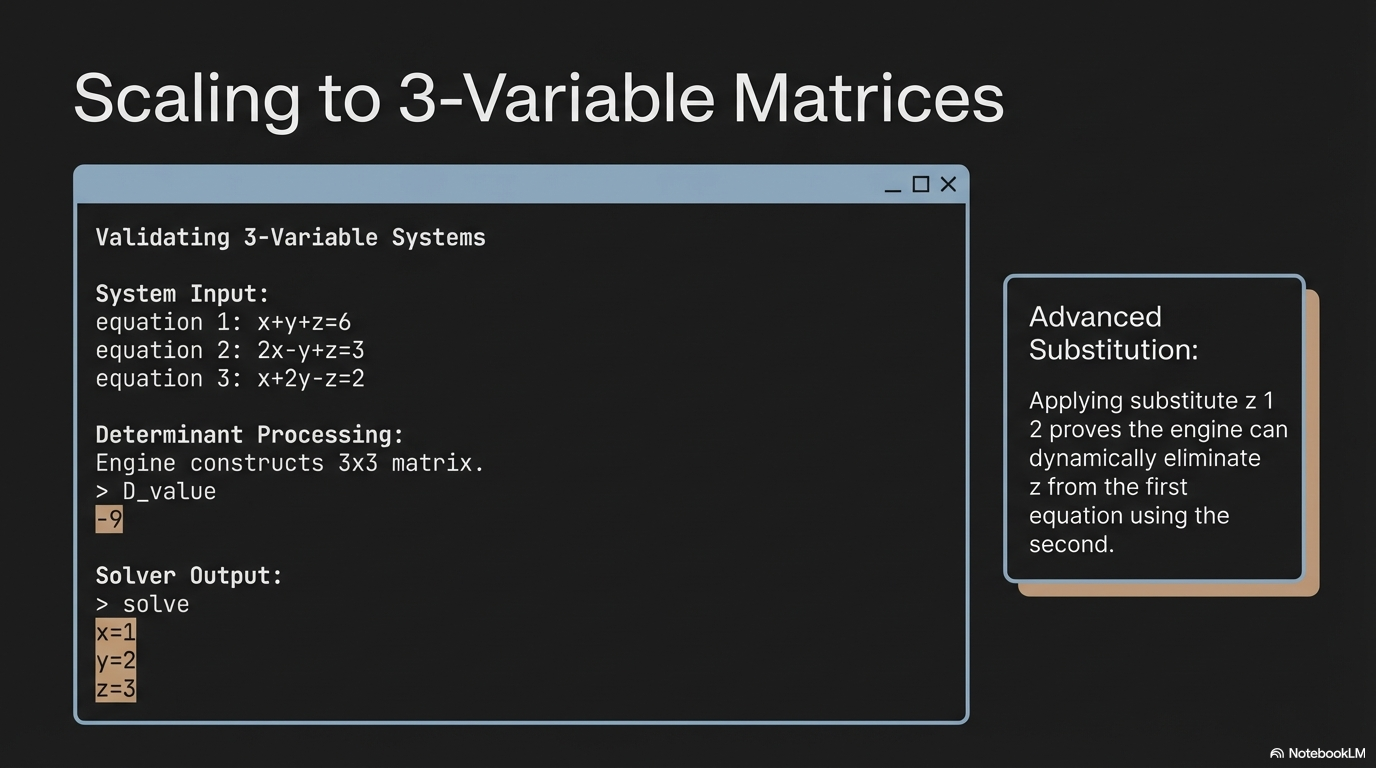 Scaling to 3-Variable Matrices
Validating 3-Variable Systems
System Input:
equation 1: x+y+z=6
equation 2: 2x-y+z=3
equation 3: x+2y-z=2
Determinant Processing:
Engine constructs 3x3 matrix.
> D_value
-9
Solver Output:
> solve
x=1
y=2
z=3
Advanced
Substitution:
Applying substitute z 1
2 proves the engine can
dynamically eliminate
z from the first
equation using the
second.
NotebookLM